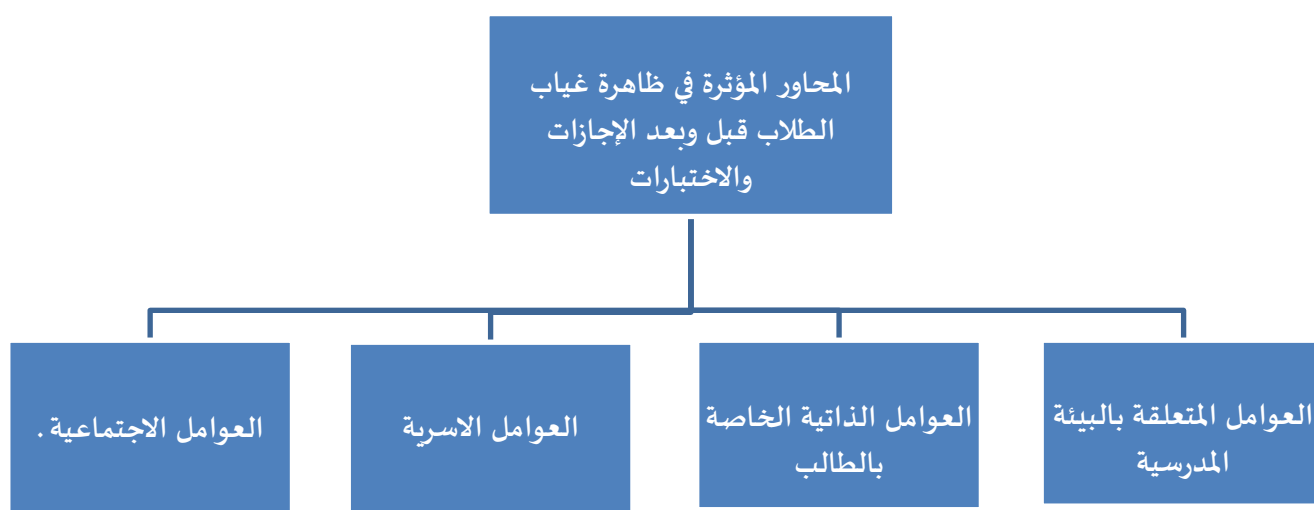 المحاور المؤثرة في ظاهرة غياب
الطلاب قبل وبعد الإجازات
والاختبارات
العوامل المتعلقة بالبيئة
المدرسية
العوامل الذاتية الخاصة
بالطالب
العوامل الاسرية
العوامل الاجتماعية .